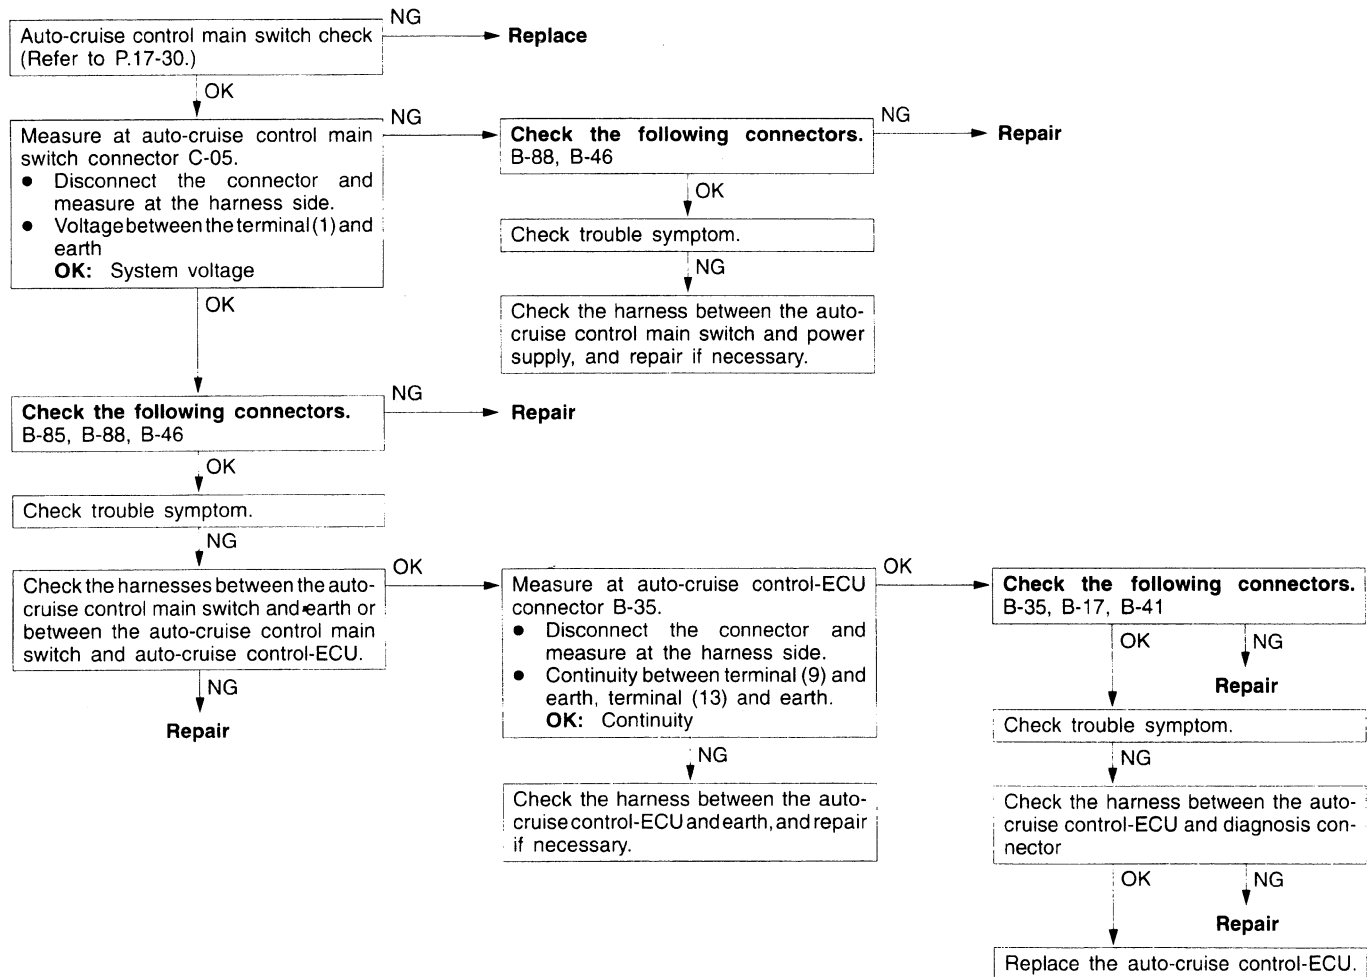 Auto-cruise control main switch check
(Refer to P.17-30.)
NG
Replace
OK
Measure at auto-cruise control main
switch connector C-05.
● Disconnect the connector and
measure at the harness side.
● Voltage between the terminal (1) and
earth
OK: System voltage
NG
Check the following connectors.
B-88, B-46
NG
Repair
OK
Check trouble symptom.
NG
Check the harness between the auto-
cruise control main switch and power
supply, and repair if necessary.
OK
Check the following connectors.
B-85, B-88, B-46
NG
Repair
OK
Check trouble symptom.
NG
Check the harnesses between the auto-
cruise control main switch and earth or
between the auto-cruise control main
switch and auto-cruise control-ECU.
NG
Repair
OK
Measure at auto-cruise control-ECU
connector B-35.
● Disconnect the connector and
measure at the harness side.
● Continuity between terminal (9) and
earth, terminal (13) and earth.
OK: Continuity
NG
Check the harness between the auto-
cruise control-ECU and earth, and repair
if necessary.
OK
Check the following connectors.
B-35, B-17, B-41
OK
NG
Repair
Check trouble symptom.
NG
Check the harness between the auto-
cruise control-ECU and diagnosis con-
nector
OK
NG
Repair
Replace the auto-cruise control-ECU.